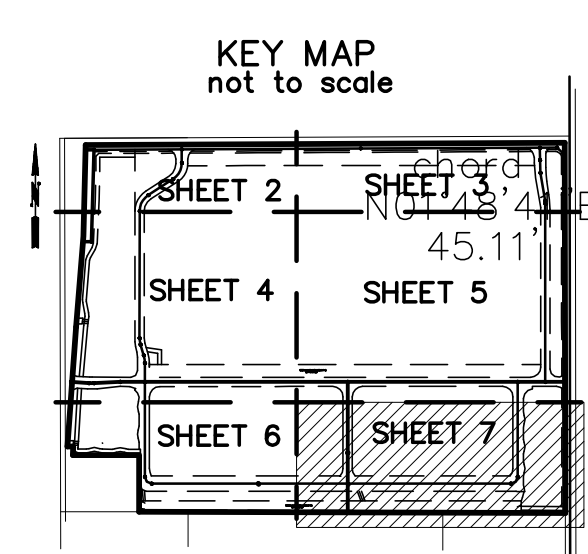 KEY MAP
not to scale
chord
SHEET 2
SHEET 3
N
45.11'
SHEET 4
SHEET 5
SHEET 6
SHEET 7